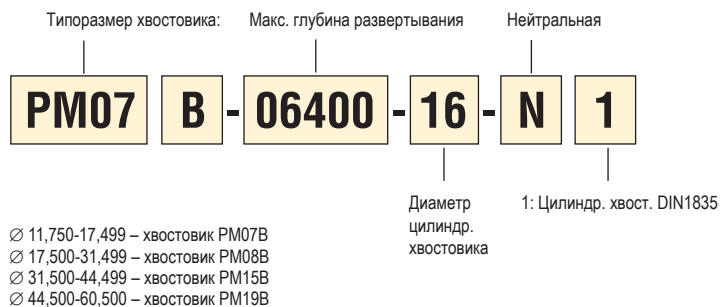 Типоразмер хвостовика: Макс. глубина развертывания Нейтральная
PM07 B - 06400 - 16 - N 1
Диаметр цилиндр. хвостовика
1: Цилиндр. хвост. DIN1835
∅ 11,750-17,499 – хвостовик PM07B
∅ 17,500-31,499 – хвостовик PM08B
∅ 31,500-44,499 – хвостовик PM15B
∅ 44,500-60,500 – хвостовик PM19B